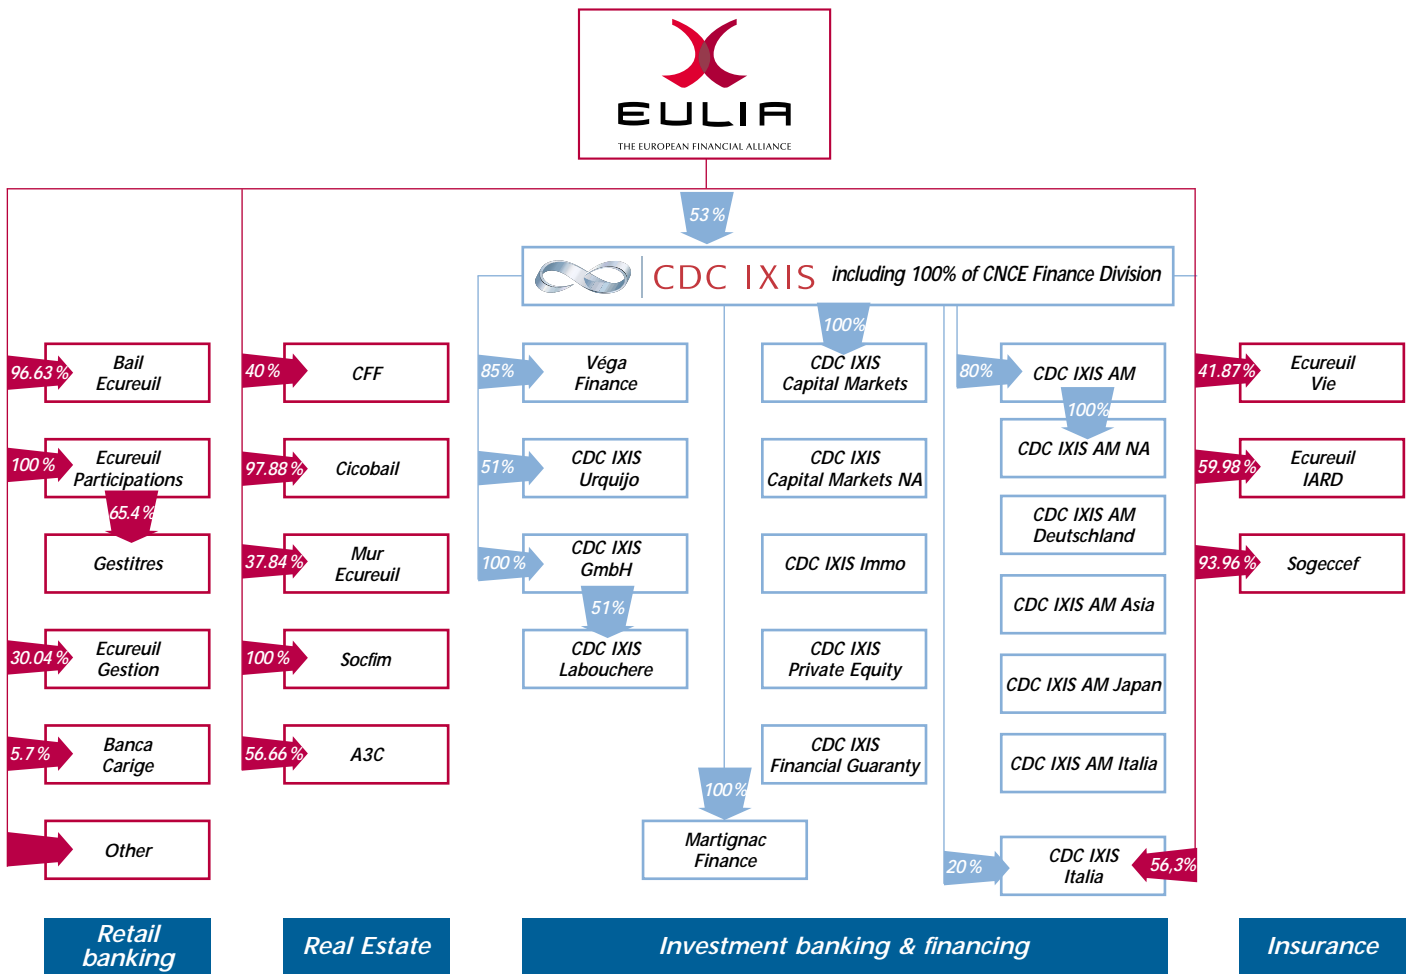 EULIA
THE EUROPEAN FINANCIAL ALLIANCE
53%
CDC IXIS including 100% of CNCE Finance Division
96.63%
Bail
Ecureuil
100%
Ecureuil
Participations
65.4%
Gestitres
30.04%
Ecureuil
Gestion
5.7%
Banca
Carige
Other
Retail
banking
40%
CFF
97.88%
Cicobail
37.84%
Mur
Ecureuil
100%
Socfim
56.66%
A3C
Real Estate
85%
Véga
Finance
51%
CDC IXIS
Urquijo
100%
CDC IXIS
GmbH
51%
CDC IXIS
Labouchere
100%
Martignac
Finance
100%
CDC IXIS
Capital Markets
CDC IXIS
Capital Markets NA
CDC IXIS Immo
CDC IXIS
Private Equity
CDC IXIS
Financial Guaranty
80%
CDC IXIS AM
100%
CDC IXIS AM NA
CDC IXIS AM
Deutschland
CDC IXIS AM Asia
CDC IXIS AM Japan
CDC IXIS AM Italia
20%
CDC IXIS
Italia
56,3%
Investment banking & financing
41.87%
Ecureuil
Vie
59.98%
Ecureuil
IARD
93.96%
Sogeccef
Insurance